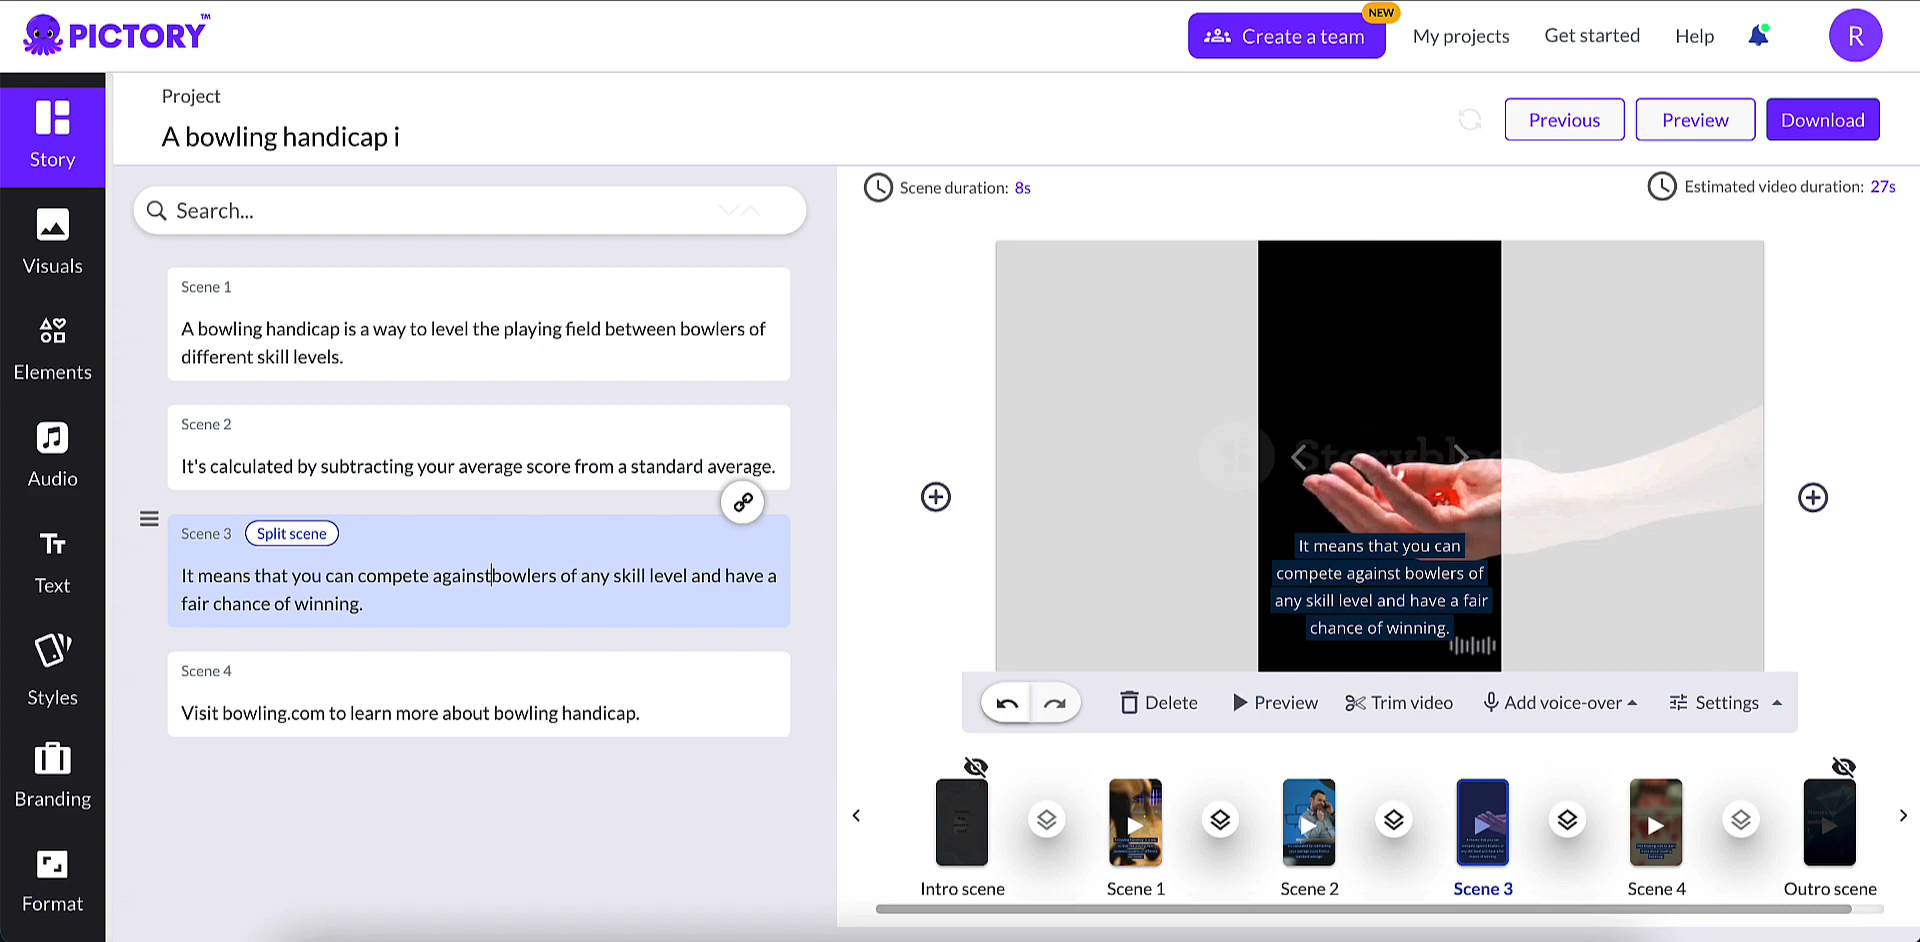 PICTORY™
NEW
Create a team
My projects
Get started
Help
R
Story
Visuals
Elements
Audio
Text
Styles
Branding
Format
Project
A bowling handicap i
Previous
Preview
Download
Search...
Scene 1
A bowling handicap is a way to level the playing field between bowlers of
different skill levels.
Scene 2
It's calculated by subtracting your average score from a standard average.
Scene 3
Split scene
It means that you can compete against bowlers of any skill level and have a
fair chance of winning.
Scene 4
Visit bowling.com to learn more about bowling handicap.
Scene duration: 8s
Estimated video duration: 27s
Storyblocks
It means that you can
compete against bowlers of
any skill level and have a fair
chance of winning.
Delete
Preview
Trim video
Add voice-over
Settings
Intro scene
Scene 1
Scene 2
Scene 3
Scene 4
Outro scene